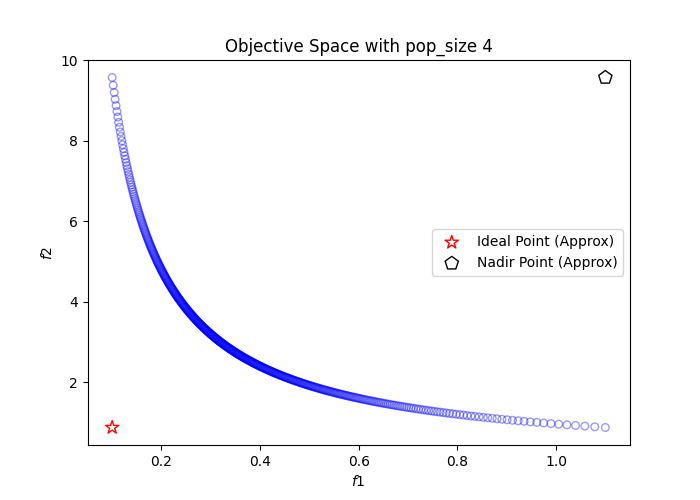 Objective Space with pop_size 4
10
8
6
4
2
f2
Ideal Point (Approx)
Nadir Point (Approx)
0.2 0.4 0.6 0.8 1.0
f1